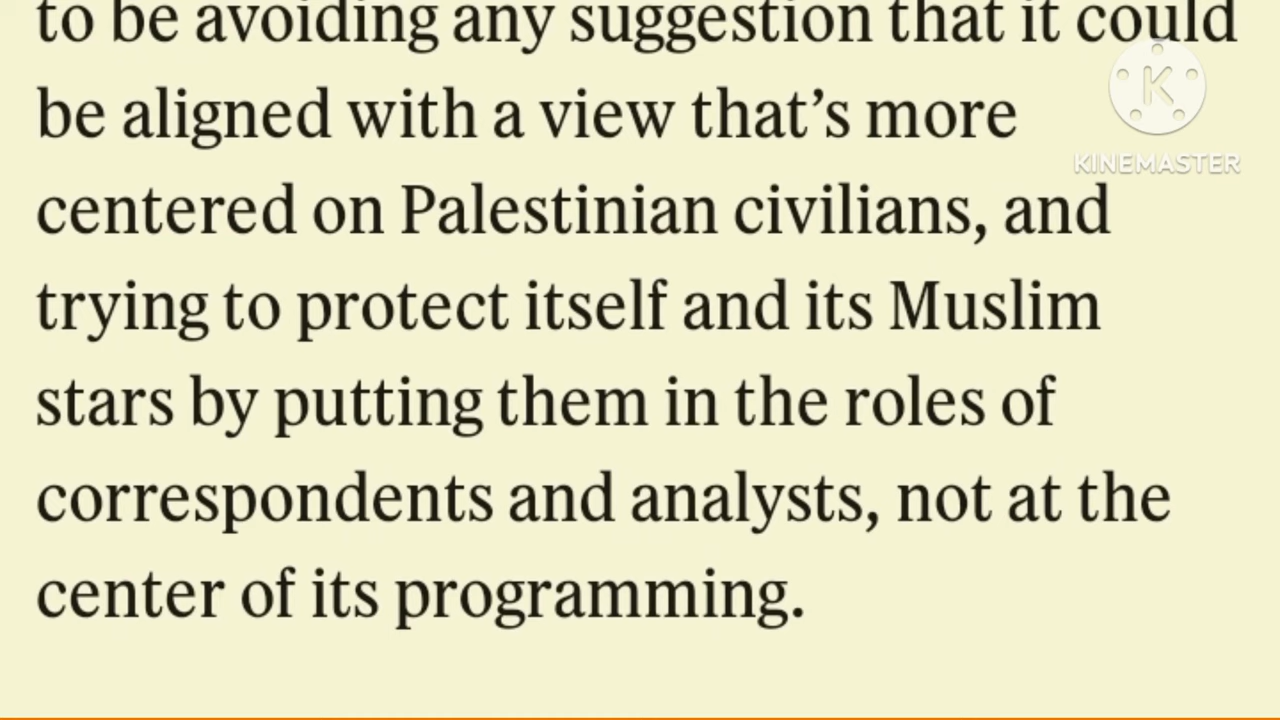 to be avoiding any suggestion that it could
be aligned with a view that’s more
K
KINEMASTER
centered on Palestinian civilians, and
trying to protect itself and its Muslim
stars by putting them in the roles of
correspondents and analysts, not at the
center of its programming.